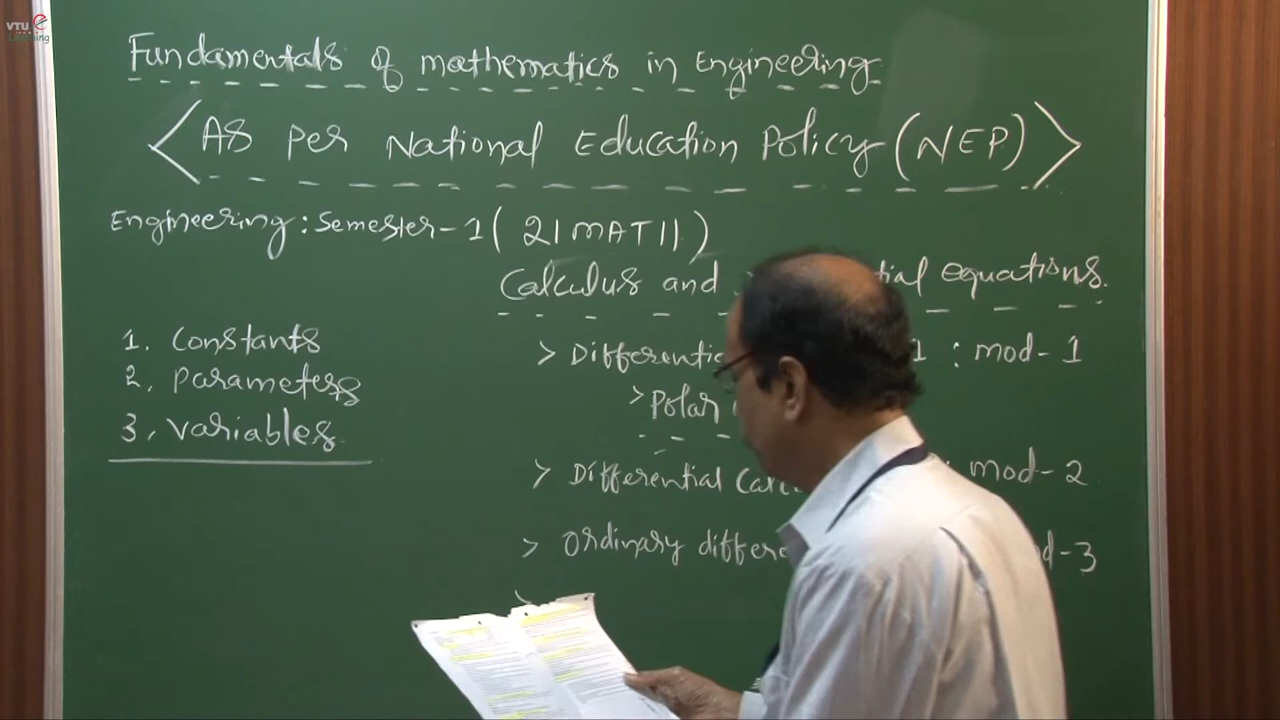 VTU e Learning
Fundamentals of mathematics in Engineering
<As per National Education Policy (NEP)>
Engineering: Semester-1 (21MAT11)
Calculus and tial equations.
1. Constants
2. Parameters
3. Variables
> Differentia 1 : mod-1
> Polar
> Differential Calc : mod-2
> Ordinary differe d-3
>